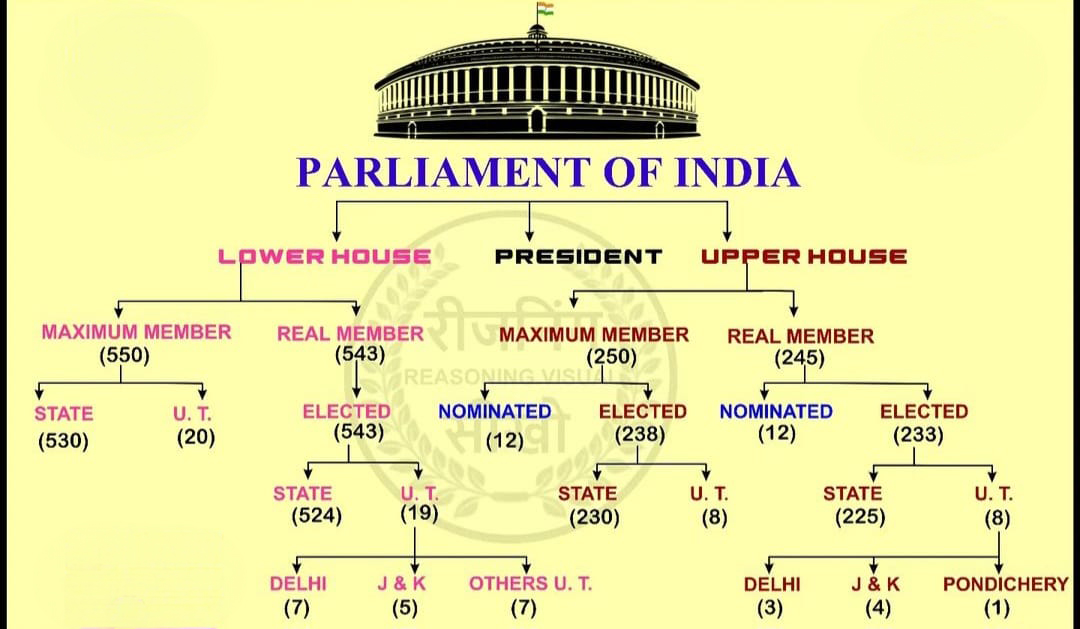 PARLIAMENT OF INDIA
LOWER HOUSE PRESIDENT UPPER HOUSE
MAXIMUM MEMBER REAL MEMBER MAXIMUM MEMBER REAL MEMBER
(550) (543) (250) (245)
रीजनिंग
REASONING VISUALLY
सीखो
STATE U. T. ELECTED NOMINATED ELECTED NOMINATED ELECTED
(530) (20) (543) (12) (238) (12) (233)
STATE U. T. STATE U. T. STATE U. T.
(524) (19) (230) (8) (225) (8)
DELHI J & K OTHERS U. T. DELHI J & K PONDICHERY
(7) (5) (7) (3) (4) (1)